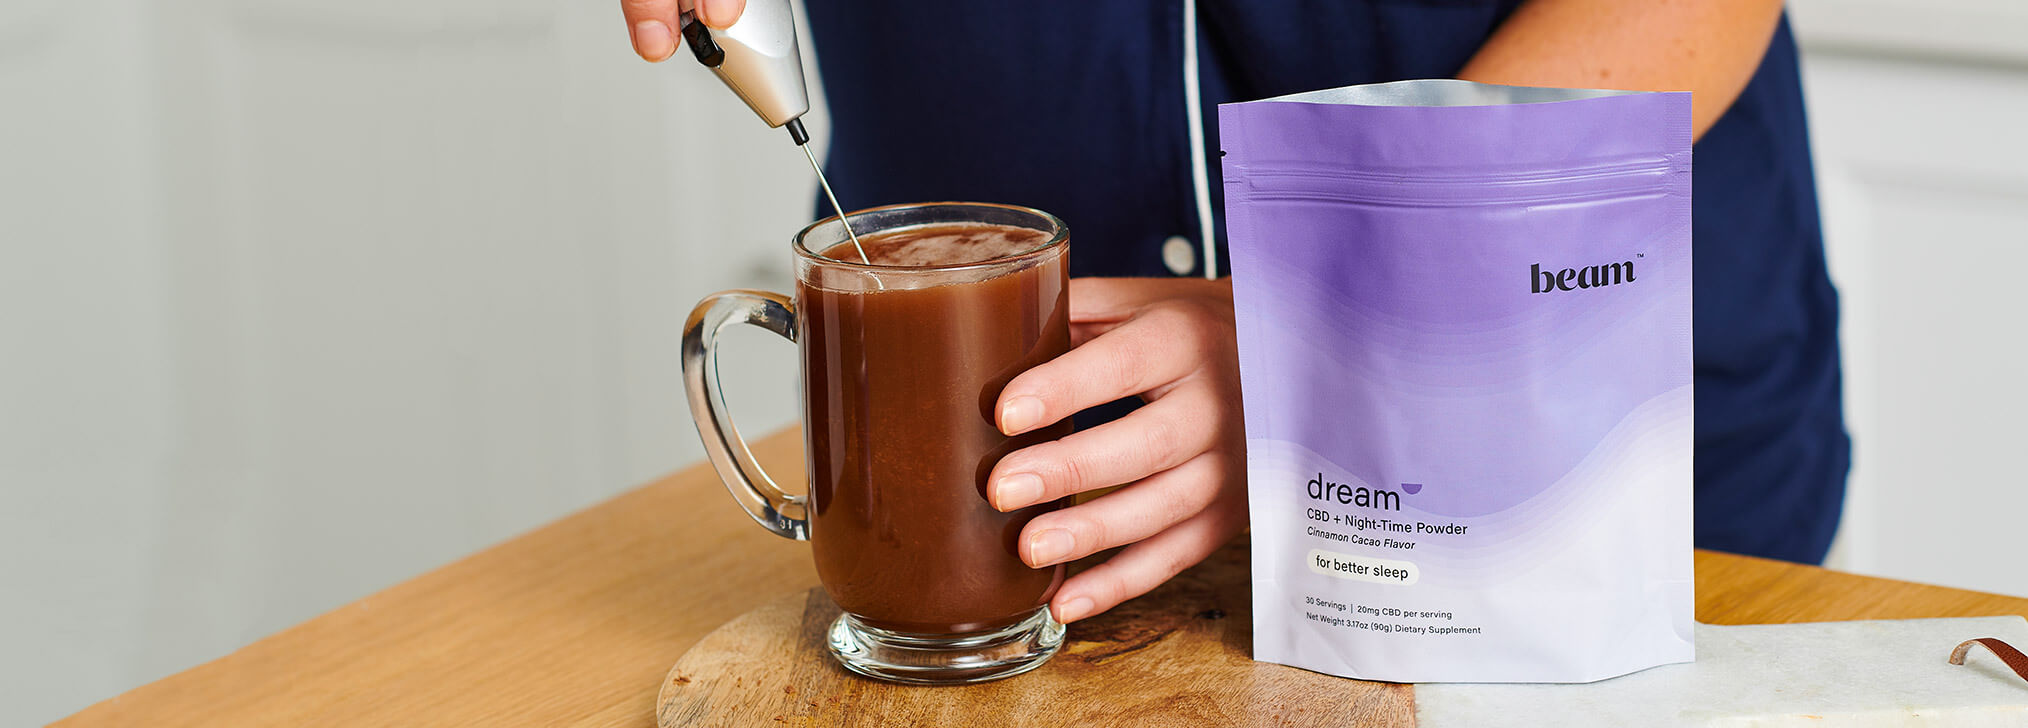 beam™
dream
CBD + Night-Time Powder
Cinnamon Cacao Flavor
for better sleep
30 Servings | 20mg CBD per serving
Net Weight 3.17oz (90g) Dietary Supplement